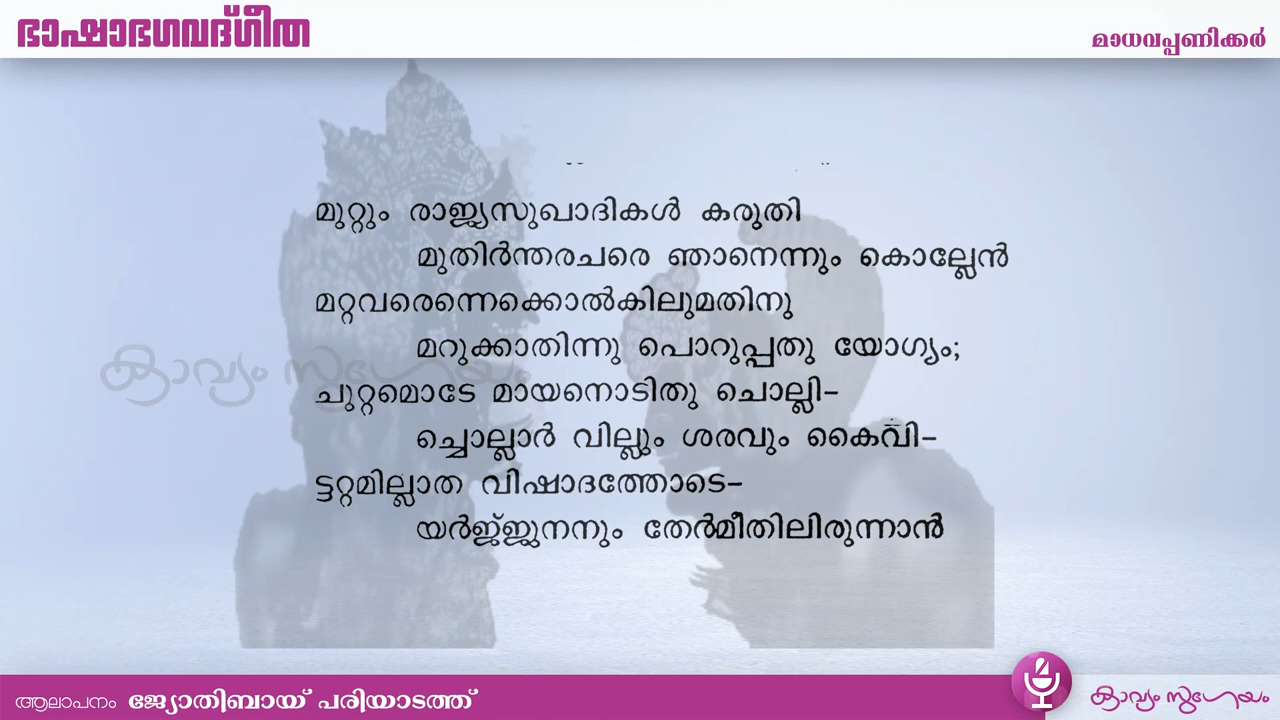 ഭാഷാഭഗവദ്ഗീത
മാധവപ്പണിക്കർ
മുറ്റും രാജ്യസുഖാദികൾ കരുതി
മുതിർന്തരചരെ ഞാനെന്നും കൊല്ലേൻ
മറ്റവരെന്നെക്കൊൽകിലുമതിനു
മറുക്കാതിന്നു പൊറുപ്പതു യോഗ്യം;
ചുറ്റമൊടേ മായനൊടിതു ചൊല്ലി–
ച്ചൊല്ലാർ വില്ലും ശരവും കൈവി–
ട്ടറ്റമില്ലാത വിഷാദത്തോടെ–
യർജ്ജുനനും തേർമീതിലിരുന്നാൻ
കാവ്യം സുഗേയം
ആലാപനം ജ്യോതിബായ് പരിയാടത്ത്
കാവ്യം സുഗേയം